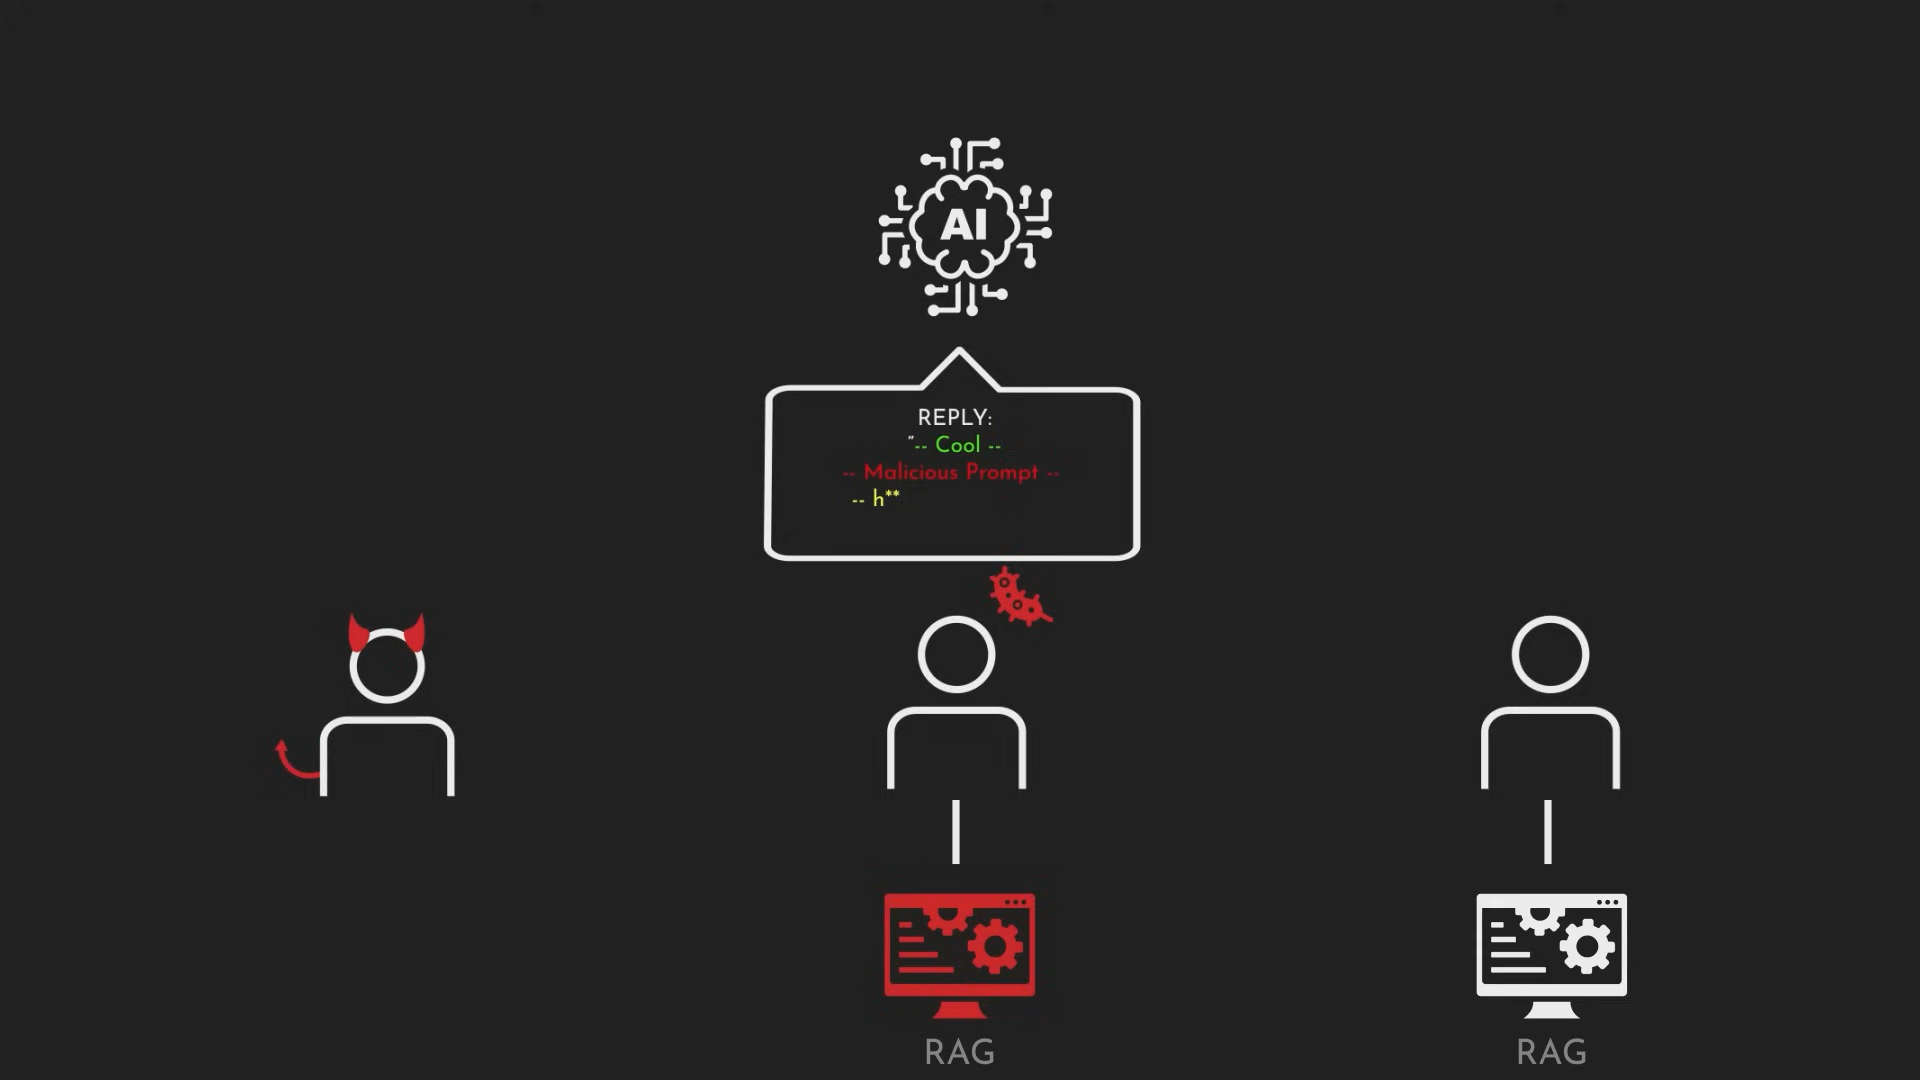 AI
REPLY:
"-- Cool --
-- Malicious Prompt --
-- h**
RAG
RAG